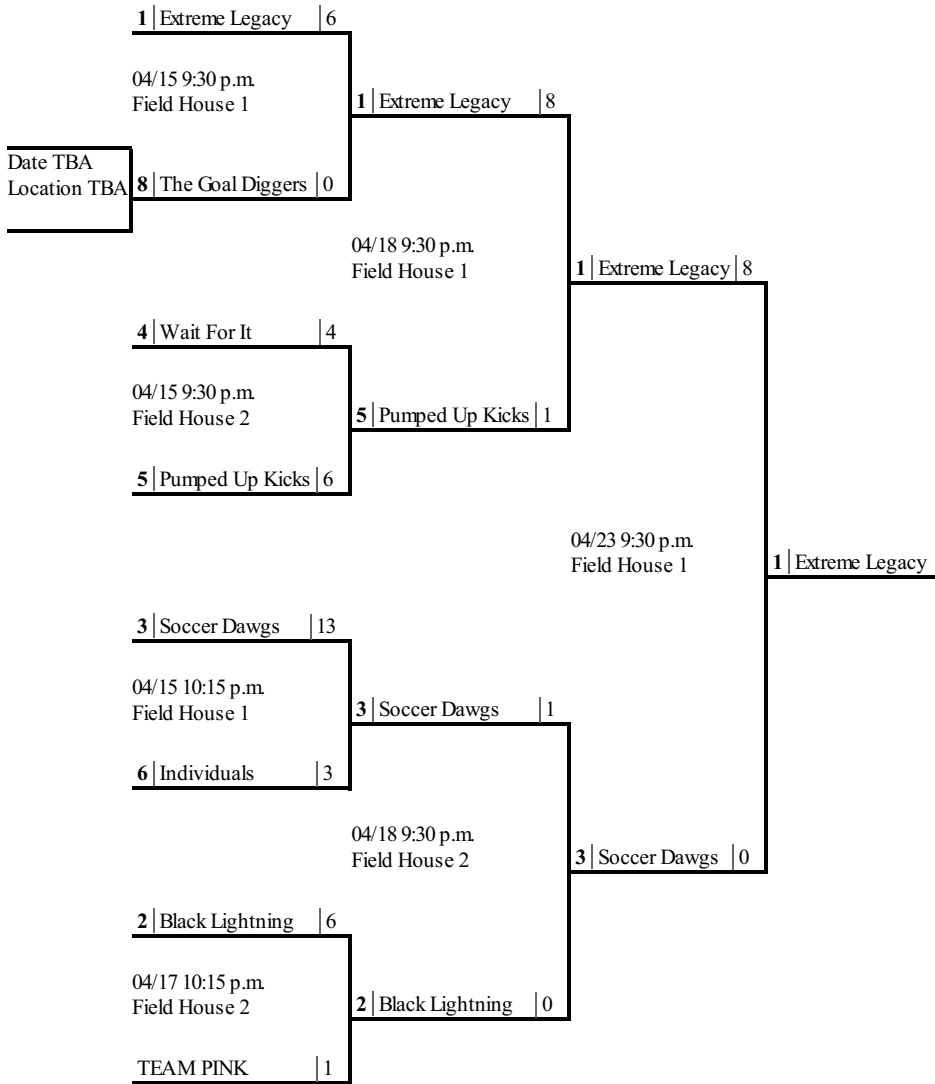 1 Extreme Legacy 6
04/15 9:30 p.m.
Field House 1
1 Extreme Legacy 8
Date TBA
Location TBA
8 The Goal Diggers 0
04/18 9:30 p.m.
Field House 1
1 Extreme Legacy 8
4 Wait For It 4
04/15 9:30 p.m.
Field House 2
5 Pumped Up Kicks 1
5 Pumped Up Kicks 6
04/23 9:30 p.m.
Field House 1
1 Extreme Legacy
3 Soccer Dawgs 13
04/15 10:15 p.m.
Field House 1
3 Soccer Dawgs 1
6 Individuals 3
04/18 9:30 p.m.
Field House 2
3 Soccer Dawgs 0
2 Black Lightning 6
04/17 10:15 p.m.
Field House 2
2 Black Lightning 0
TEAM PINK 1